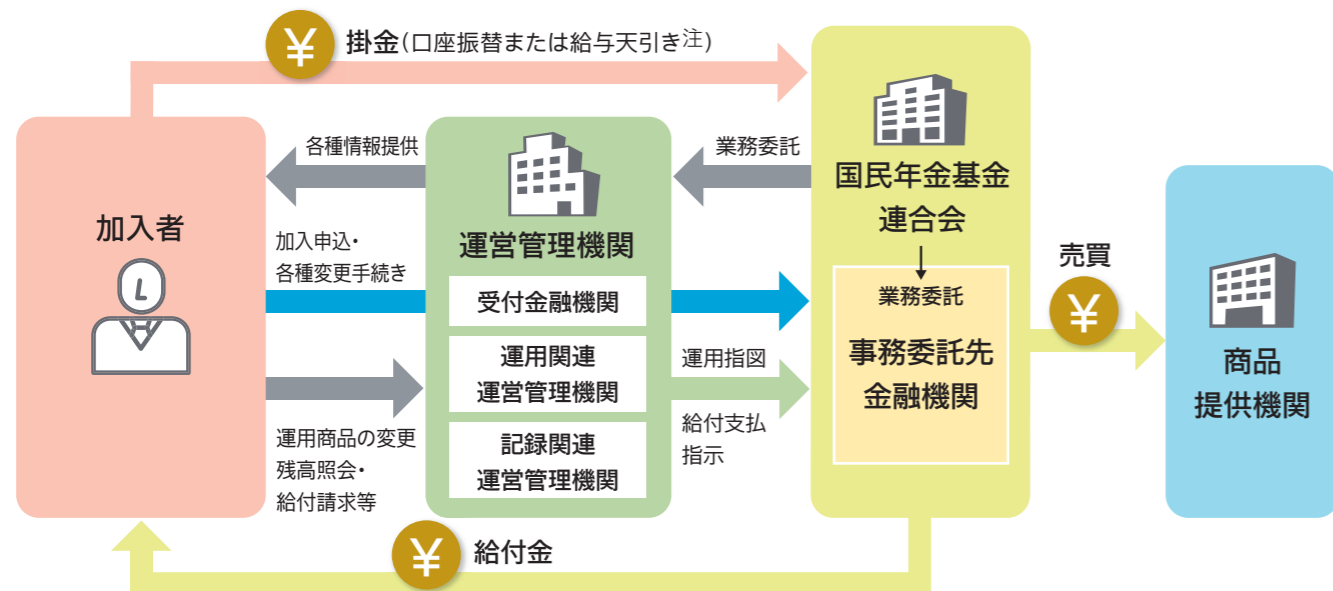 ¥ 掛金(口座振替または給与天引き注)
加入者
L
各種情報提供
加入申込・
各種変更手続き
運用商品の変更
残高照会・
給付請求等
運営管理機関
受付金融機関
運用関連
運営管理機関
記録関連
運営管理機関
業務委託
運用指図
給付支払
指示
国民年金基金
連合会
業務委託
事務委託先
金融機関
売買
¥
商品
提供機関
¥ 給付金